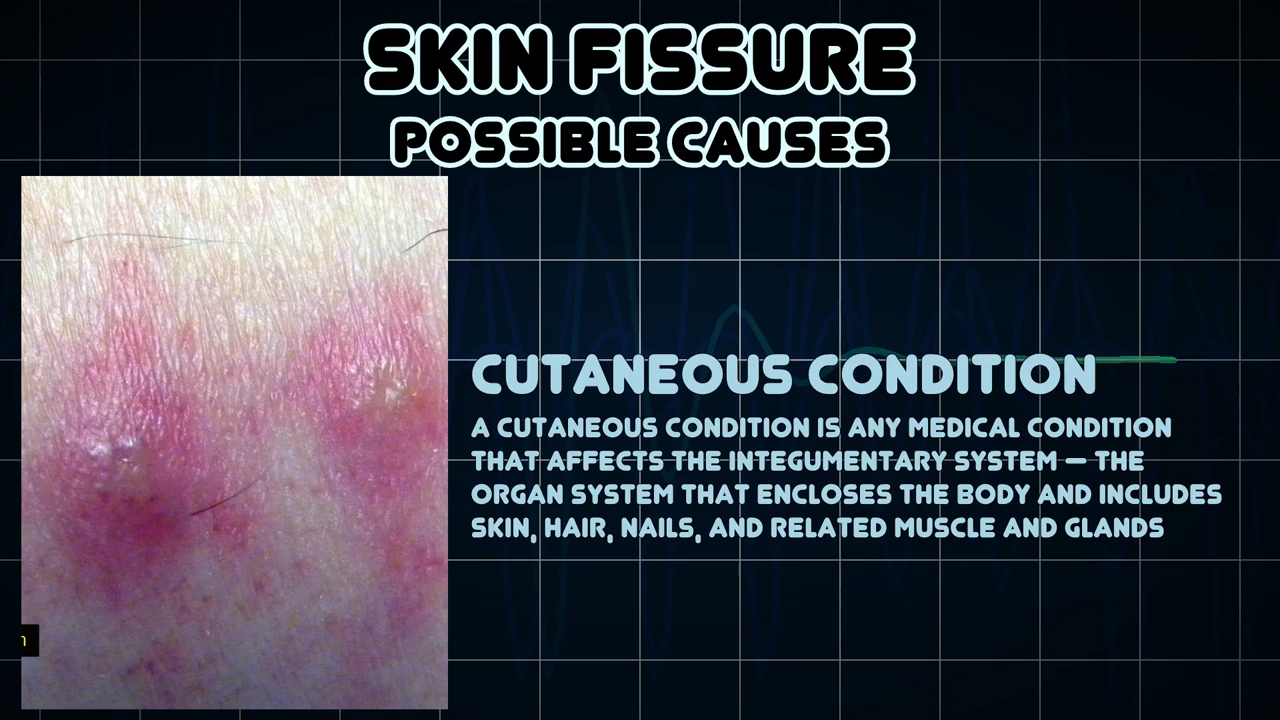 SKIN FISSURE
POSSIBLE CAUSES
CUTANEOUS CONDITION
A CUTANEOUS CONDITION IS ANY MEDICAL CONDITION
THAT AFFECTS THE INTEGUMENTARY SYSTEM — THE
ORGAN SYSTEM THAT ENCLOSES THE BODY AND INCLUDES
SKIN, HAIR, NAILS, AND RELATED MUSCLE AND GLANDS